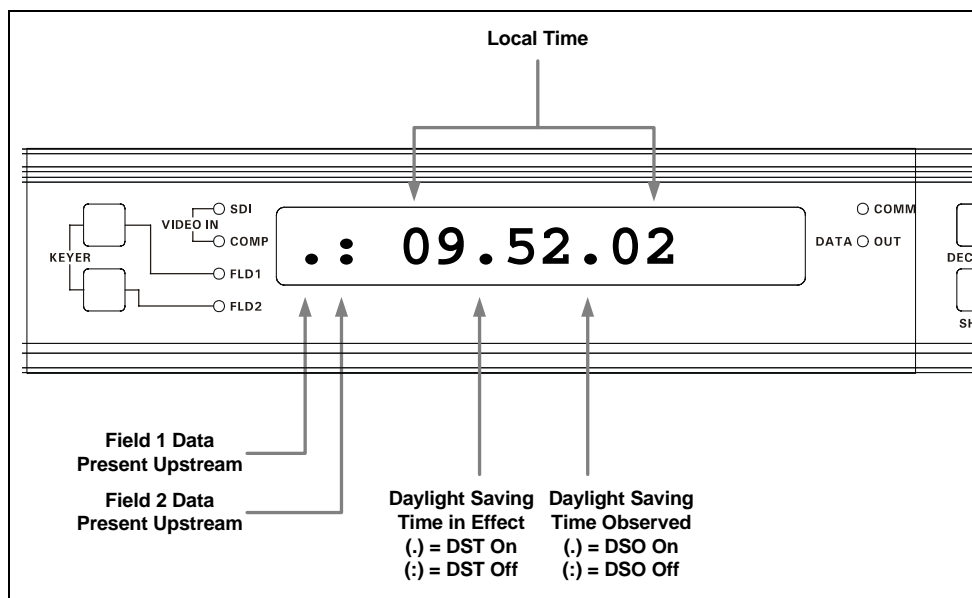 Local Time
SDI
VIDEO IN
COMP
KEYER
FLD1
FLD2
.: 09.52.02
COMM
DATA OUT
DEC
SH
Field 1 Data
Present Upstream
Field 2 Data
Present Upstream
Daylight Saving
Time in Effect
(.) = DST On
(:) = DST Off
Daylight Saving
Time Observed
(.) = DSO On
(:) = DSO Off